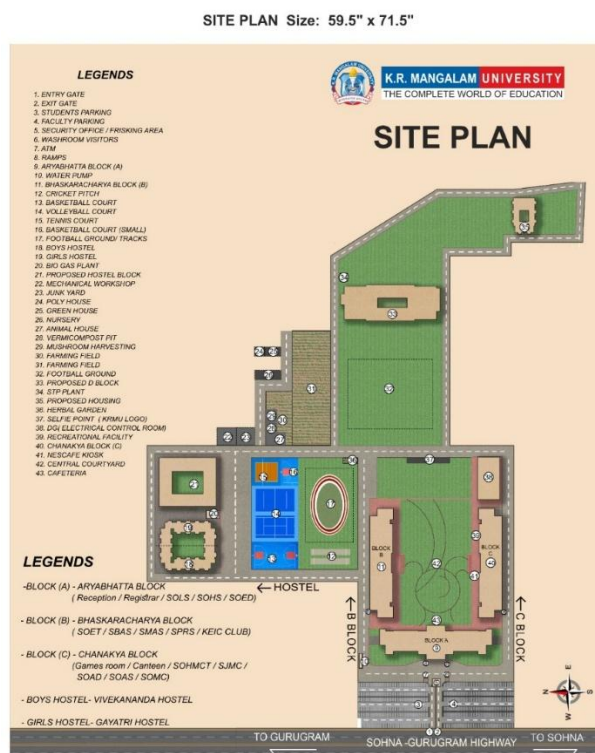 SITE PLAN Size: 59.5" x 71.5"
LEGENDS
1. ENTRY GATE
2. EXIT GATE
3. STUDENTS PARKING
4. FACULTY PARKING
5. SECURITY OFFICE / FRISKING AREA
6. WASHROOM VISITORS
7. ATM
8. RAMPS
9. ARYABHATTA BLOCK (A)
10. WATER PUMP
11. BHASKARACHARYA BLOCK (B)
12. CRICKET PITCH
13. BASKETBALL COURT
14. VOLLEYBALL COURT
15. TENNIS COURT
16. BASKETBALL COURT (SMALL)
17. FOOTBALL GROUND/ TRACKS
18. BOYS HOSTEL
19. GIRLS HOSTEL
20. BIO GAS PLANT
21. PROPOSED HOSTEL BLOCK
22. MECHANICAL WORKSHOP
23. JUNK YARD
24. POLY HOUSE
25. GREEN HOUSE
26. NURSERY
27. ANIMAL HOUSE
28. VERMICOMPOST PIT
29. MUSHROOM HARVESTING
30. FARMING FIELD
31. FARMING FIELD
32. FOOTBALL GROUND
33. PROPOSED D BLOCK
34. STP PLANT
35. PROPOSED HOUSING
36. HERBAL GARDEN
37. SELFIE POINT ( KRMU LOGO)
38. DG( ELECTRICAL CONTROL ROOM)
39. RECREATIONAL FACILITY
40. CHANAKYA BLOCK (C)
41. NESCAFE KIOSK
42. CENTRAL COURTYARD
43. CAFETERIA
K.R. MANGALAM UNIVERSITY
THE COMPLETE WORLD OF EDUCATION
SITE PLAN
LEGENDS
-BLOCK (A) - ARYABHATTA BLOCK
( Reception / Registrar / SOLS / SOHS / SOED)
- BLOCK (B) - BHASKARACHARYA BLOCK
( SOET / SBAS / SMAS / SPRS / KEIC CLUB)
- BLOCK (C) - CHANAKYA BLOCK
(Games room / Canteen / SOHMCT / SJMC /
SOAD / SOAS / SOMC)
- BOYS HOSTEL- VIVEKANANDA HOSTEL
- GIRLS HOSTEL- GAYATRI HOSTEL
HOSTEL
B BLOCK
C BLOCK
BLOCK
B
BLOCK
C
BLOCK A
E
N
S
W
TO GURUGRAM
SOHNA -GURUGRAM HIGHWAY
TO SOHNA